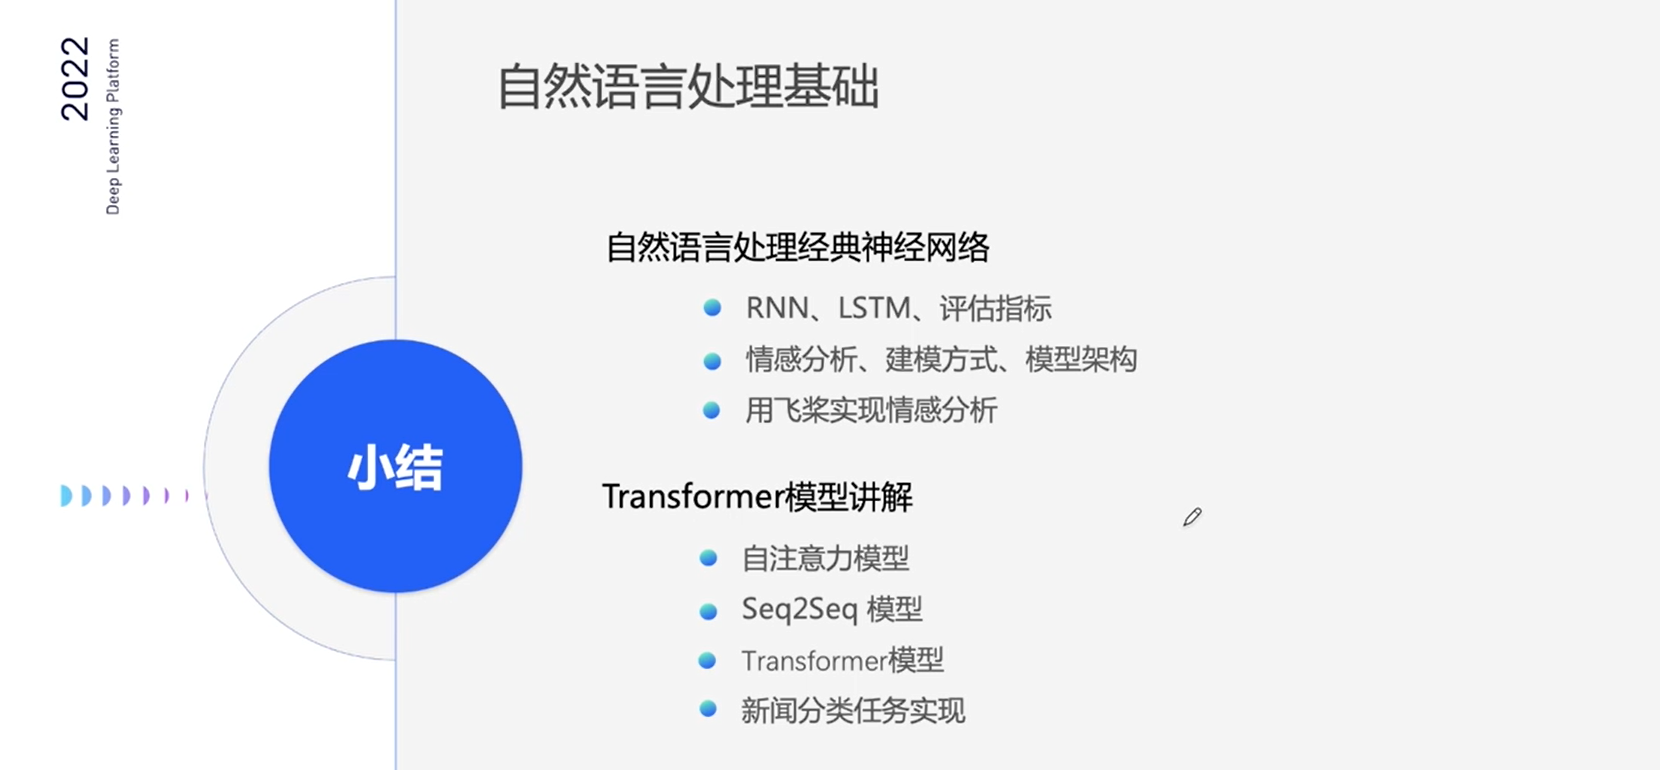 2022
Deep Learning Platform
自然语言处理基础
自然语言处理经典神经网络
RNN、LSTM、评估指标
情感分析、建模方式、模型架构
用飞桨实现情感分析
小结
Transformer模型讲解
自注意力模型
Seq2Seq 模型
Transformer模型
新闻分类任务实现